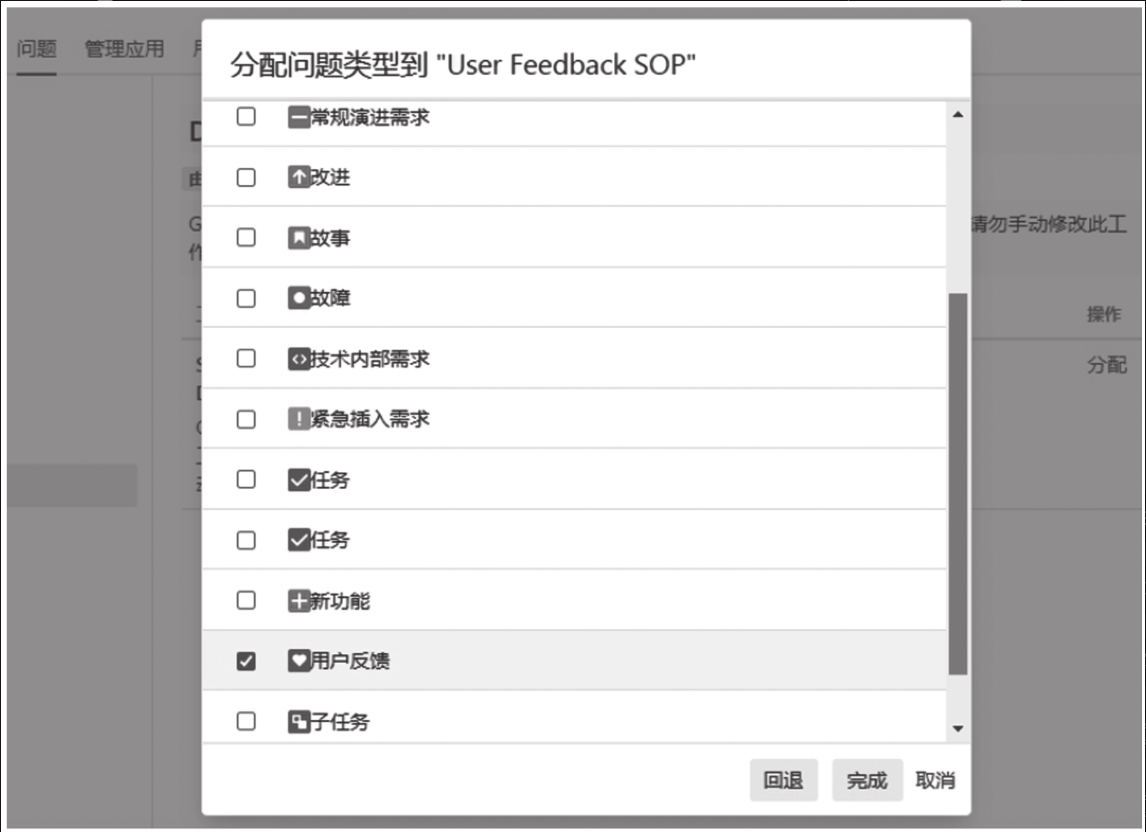 问题 管理应用
分配问题类型到 "User Feedback SOP"
常规演进需求
改进
故事
请勿手动修改此工
故障
操作
技术内部需求
分配
紧急插入需求
任务
任务
新功能
用户反馈
子任务
回退 完成 取消